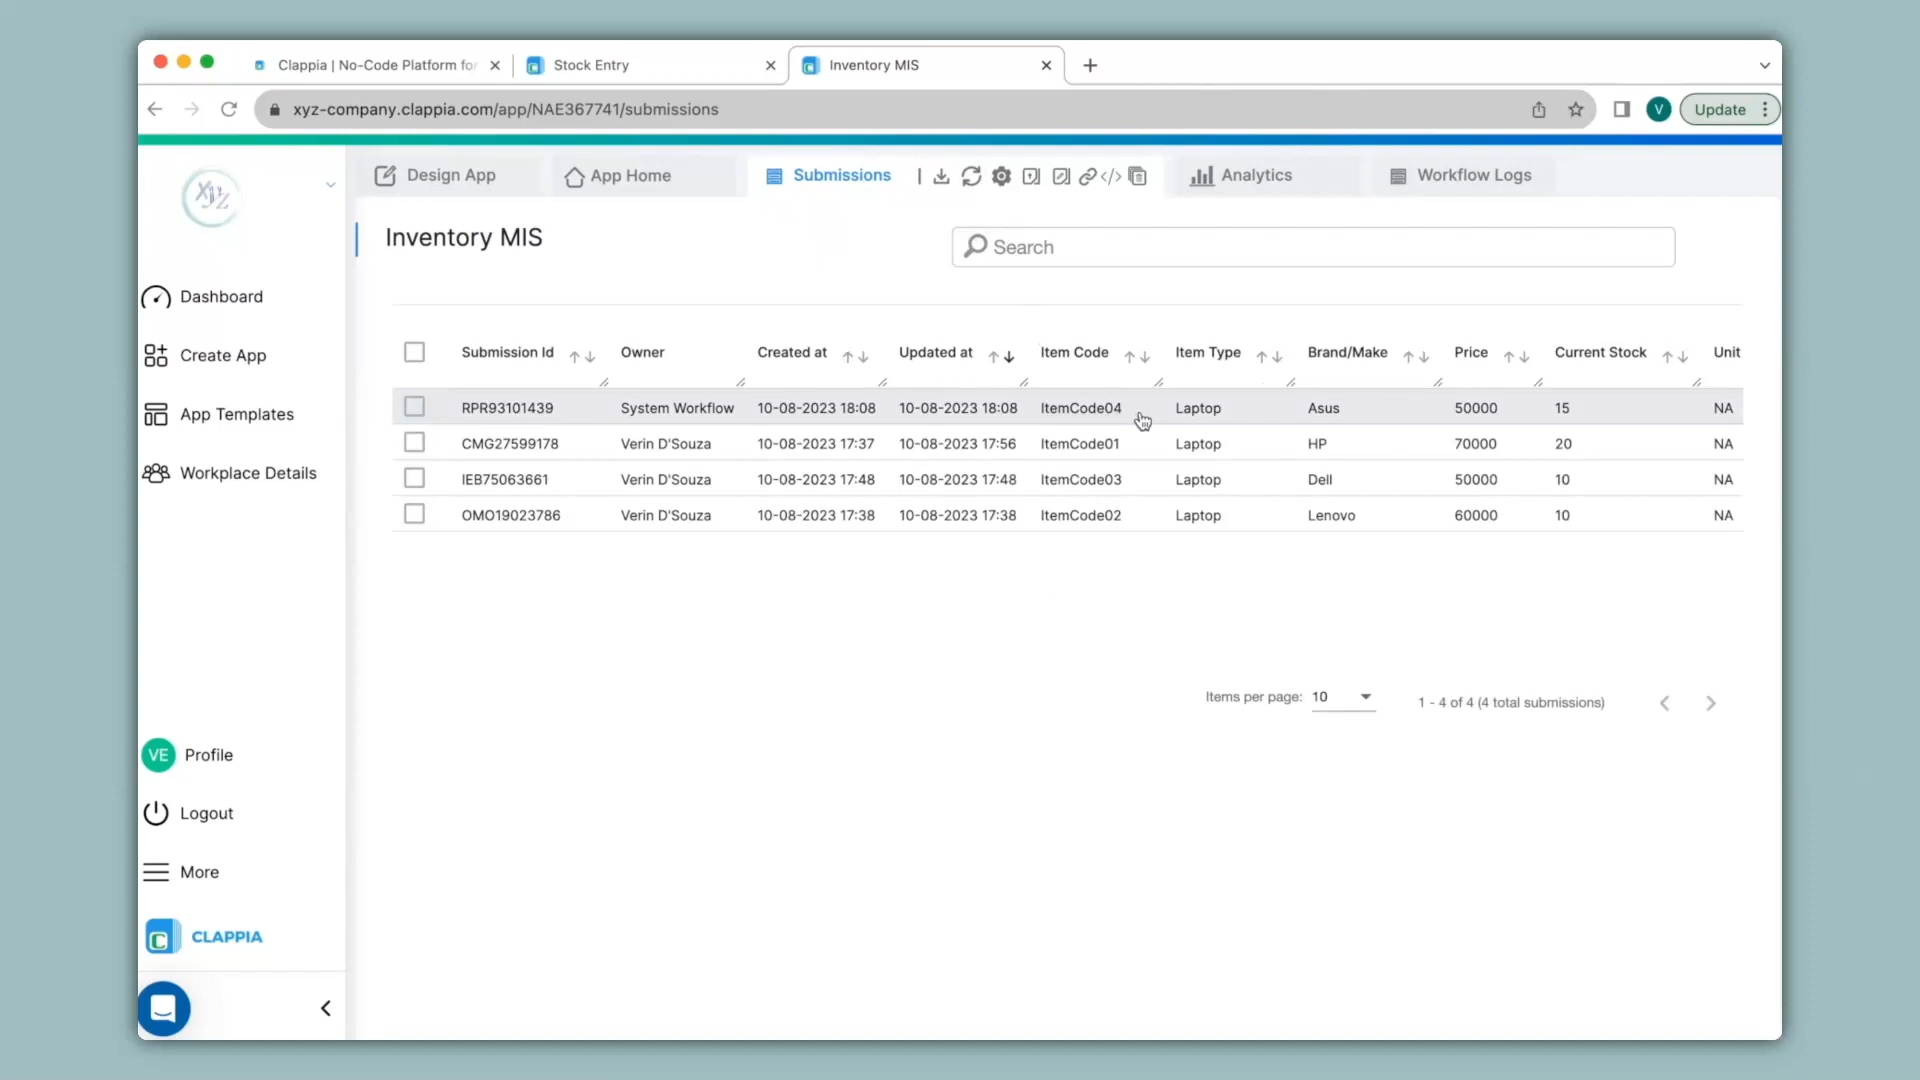 Clappia | No-Code Platform for
Stock Entry
Inventory MIS
xyz-company.clappia.com/app/NAE367741/submissions
V
Update
XYZ
Design App
App Home
Submissions
Analytics
Workflow Logs
Inventory MIS
Search
Dashboard
Create App
App Templates
Workplace Details
Submission Id Owner Created at Updated at Item Code Item Type Brand/Make Price Current Stock Unit
RPR93101439 System Workflow 10-08-2023 18:08 10-08-2023 18:08 ItemCode04 Laptop Asus 50000 15 NA
CMG27599178 Verin D'Souza 10-08-2023 17:37 10-08-2023 17:56 ItemCode01 Laptop HP 70000 20 NA
IEB75063661 Verin D'Souza 10-08-2023 17:48 10-08-2023 17:48 ItemCode03 Laptop Dell 50000 10 NA
OMO19023786 Verin D'Souza 10-08-2023 17:38 10-08-2023 17:38 ItemCode02 Laptop Lenovo 60000 10 NA
Items per page: 10
1 - 4 of 4 (4 total submissions)
VE Profile
Logout
More
C CLAPPIA